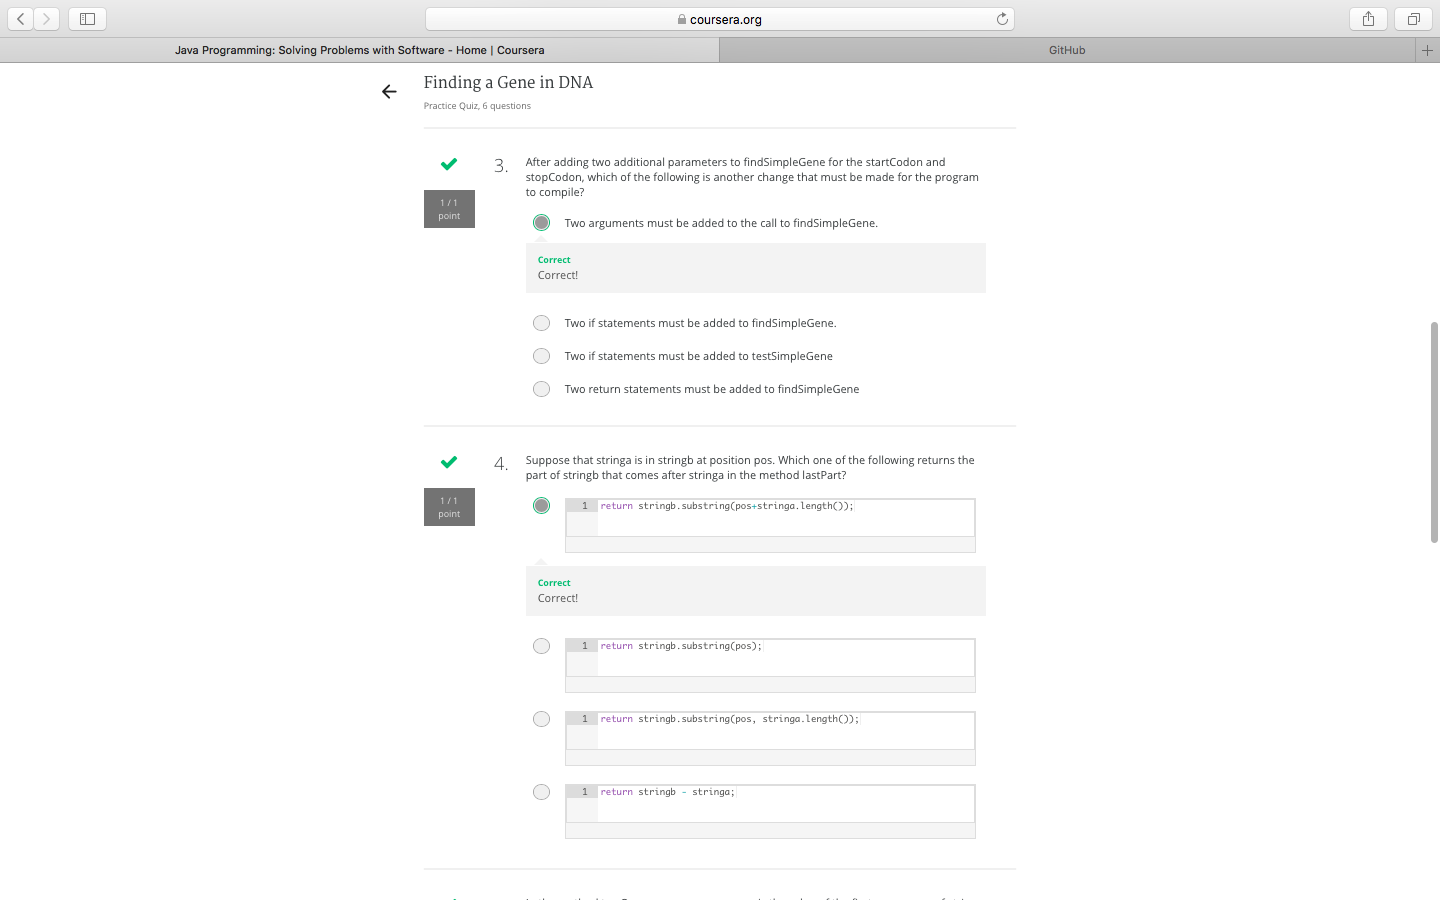 coursera.org
Java Programming: Solving Problems with Software - Home | Coursera
GitHub
Finding a Gene in DNA
Practice Quiz, 6 questions
1 / 1
point
3.
After adding two additional parameters to findSimpleGene for the startCodon and
stopCodon, which of the following is another change that must be made for the program
to compile?
Two arguments must be added to the call to findSimpleGene.
Correct
Correct!
Two if statements must be added to findSimpleGene.
Two if statements must be added to testSimpleGene
Two return statements must be added to findSimpleGene
1 / 1
point
4.
Suppose that stringa is in stringb at position pos. Which one of the following returns the
part of stringb that comes after stringa in the method lastPart?
1 return stringb.substring(pos+stringa.length());
Correct
Correct!
1 return stringb.substring(pos);
1 return stringb.substring(pos, stringa.length());
1 return stringb - stringa;